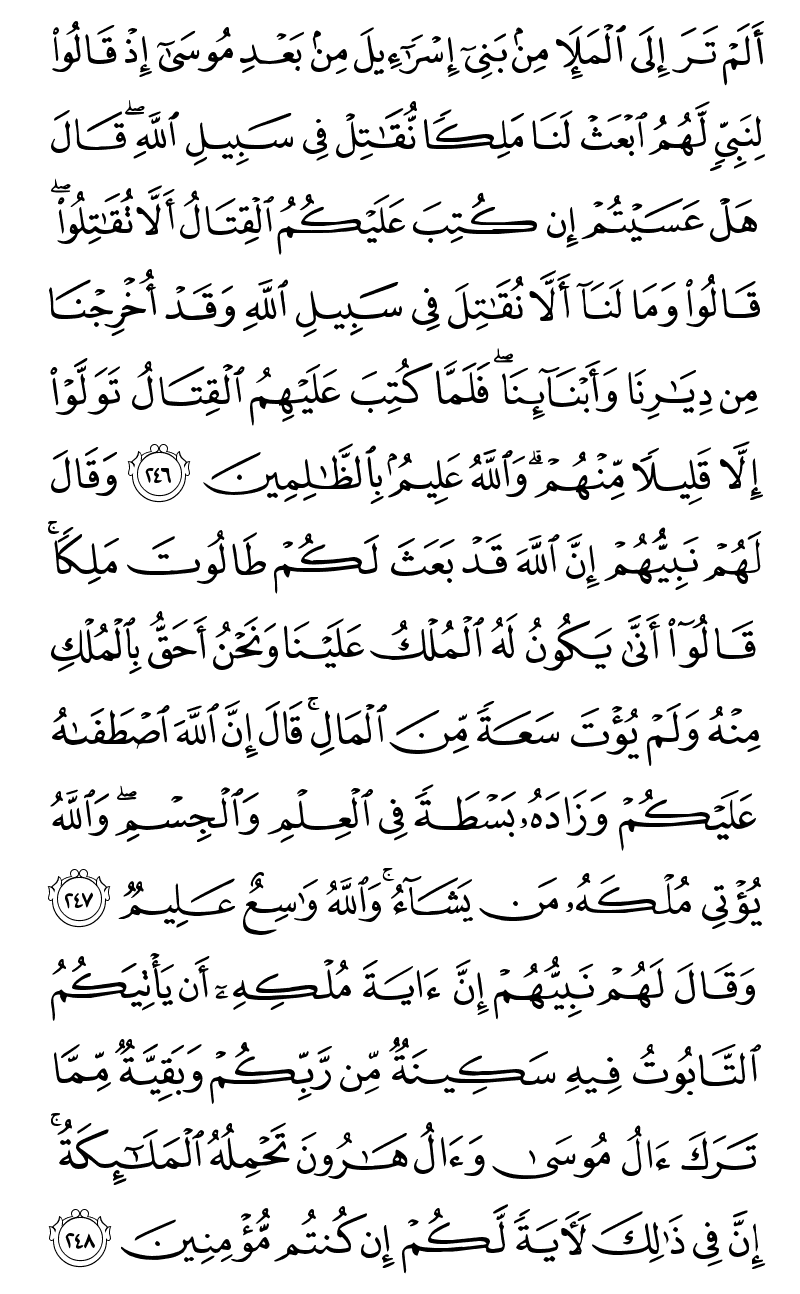 أَلَمۡ تَرَ إِلَى ٱلۡمَلَإِ مِنۢ بَنِيٓ إِسۡرَٰٓءِيلَ مِنۢ بَعۡدِ مُوسَىٰٓ إِذۡ قَالُواْ
لِنَبِيّٖ لَّهُمُ ٱبۡعَثۡ لَنَا مَلِكٗا نُّقَٰتِلۡ فِي سَبِيلِ ٱللَّهِۖ قَالَ
هَلۡ عَسَيۡتُمۡ إِن كُتِبَ عَلَيۡكُمُ ٱلۡقِتَالُ أَلَّا تُقَٰتِلُواْۖ
قَالُواْ وَمَا لَنَآ أَلَّا نُقَٰتِلَ فِي سَبِيلِ ٱللَّهِ وَقَدۡ أُخۡرِجۡنَا
مِن دِيَٰرِنَا وَأَبۡنَآئِنَاۖ فَلَمَّا كُتِبَ عَلَيۡهِمُ ٱلۡقِتَالُ تَوَلَّوۡاْ
إِلَّا قَلِيلٗا مِّنۡهُمۡۗ وَٱللَّهُ عَلِيمُۢ بِٱلظَّٰلِمِينَ ٢٤٦ وَقَالَ
لَهُمۡ نَبِيُّهُمۡ إِنَّ ٱللَّهَ قَدۡ بَعَثَ لَكُمۡ طَالُوتَ مَلِكٗاۚ
قَالُوٓاْ أَنَّىٰ يَكُونُ لَهُ ٱلۡمُلۡكُ عَلَيۡنَا وَنَحۡنُ أَحَقُّ بِٱلۡمُلۡكِ
مِنۡهُ وَلَمۡ يُؤۡتَ سَعَةٗ مِّنَ ٱلۡمَالِۚ قَالَ إِنَّ ٱللَّهَ ٱصۡطَفَىٰهُ
عَلَيۡكُمۡ وَزَادَهُۥ بَسۡطَةٗ فِي ٱلۡعِلۡمِ وَٱلۡجِسۡمِۖ وَٱللَّهُ
يُؤۡتِي مُلۡكَهُۥ مَن يَشَآءُۚ وَٱللَّهُ وَٰسِعٌ عَلِيمٞ ٢٤٧
وَقَالَ لَهُمۡ نَبِيُّهُمۡ إِنَّ ءَايَةَ مُلۡكِهِۦٓ أَن يَأۡتِيَكُمُ
ٱلتَّابُوتُ فِيهِ سَكِينَةٞ مِّن رَّبِّكُمۡ وَبَقِيَّةٞ مِّمَّا
تَرَكَ ءَالُ مُوسَىٰ وَءَالُ هَٰرُونَ تَحۡمِلُهُ ٱلۡمَلَٰٓئِكَةُۚ
إِنَّ فِي ذَٰلِكَ لَأٓيَةٗ لَّكُمۡ إِن كُنتُم مُّؤۡمِنِينَ ٢٤٨